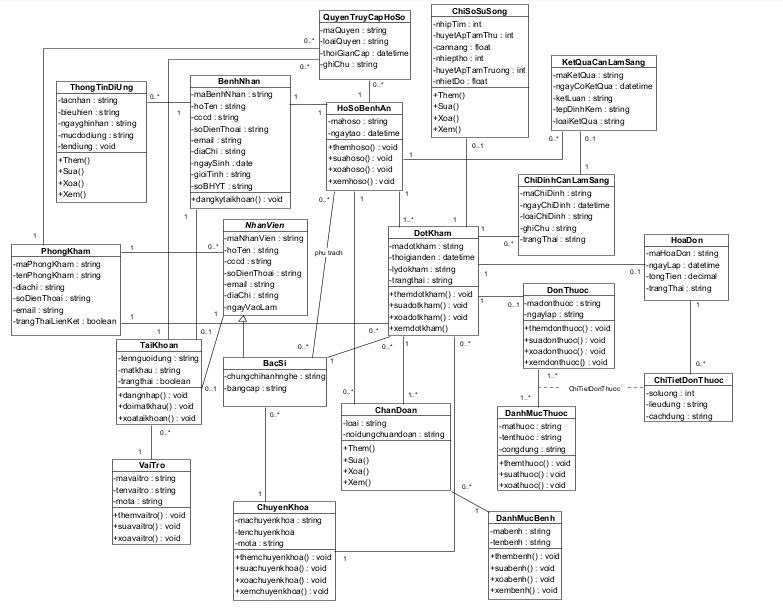 QuyenTruyCapHoSo
-maQuyen : string
-loaiQuyen : string
-thoiGianCap : datetime
-ghiChu : string
ChiSoSuSong
-nhipTim : int
-huyetApTamThu : int
-cannang : float
-nhieptho : int
-huyetApTamTruong : int
-nhietDo : float
+Them()
+Sua()
+Xoa()
+Xem()
KetQuaCanLamSang
-maKetQua : string
-ngayCoKetQua : datetime
-ketLuan : string
-tepDinhKem : string
-loaiKetQua : string
ThongTinDiUng
-tacnhan : string
-bieuhien : string
-ngayghinhan : string
-mucdodiung : string
-tendiung : void
+Them()
+Sua()
+Xoa()
+Xem()
BenhNhan
-maBenhNhan : string
-hoTen : string
-cccd : string
-soDienThoai : string
-email : string
-diaChi : string
-ngaySinh : date
-gioiTinh : string
-soBHYT : string
+dangkytaikhoan() : void
HoSoBenhAn
-mahoso : string
-ngaytao : datetime
+themhoso() : void
+suahoso() : void
+xoahoso() : void
+xemhoso() : void
ChiDinhCanLamSang
-maChiDinh : string
-ngayChiDinh : datetime
-loaiChiDinh : string
-ghiChu : string
-trangThai : string
NhanVien
-maNhanVien : string
-hoTen : string
-cccd : string
-soDienThoai : string
-email : string
-diaChi : string
-ngayVaoLam
phu trach
DotKham
-madotkham : string
-thoigianden : datetime
-lydokham : string
-trangthai : string
+themdotkham() : void
+suadotkham() : void
+xoadotkham() : void
+xemdotkham()
HoaDon
-maHoaDon : string
-ngayLap : datetime
-tongTien : decimal
-trangThai : string
PhongKham
-maPhongKham : string
-tenPhongKham : string
-diachi : string
-soDienThoai : string
-email : string
-trangThaiLienKet : boolean
DonThuoc
-madonthuoc : string
-ngaylap : string
+themdonthuoc() : void
+suadonthuoc() : void
+xoadonthuoc() : void
+xemdonthuoc() : void
TaiKhoan
-tennguoidung : string
-matkhau : string
-trangthai : boolean
+dangnhap() : void
+doimatkhau() : void
+xoataikhoan() : void
BacSi
-chungchihanhnghe : string
-bangcap : string
ChiTietDonThuoc
ChiTietDonThuoc
-soluong : int
-lieudung : string
-cachdung : string
ChanDoan
-loai : string
-noidungchuandoan : string
+Them()
+Sua()
+Xoa()
+Xem()
DanhMucThuoc
-mathuoc : string
-tenthuoc : string
-congdung : string
+themthuoc() : void
+suathuoc() : void
+xoathuoc() : void
VaiTro
-mavaitro : string
-tenvaitro : string
-mota : string
+themvaitro() : void
+suavaitro() : void
+xoavaitro() : void
ChuyenKhoa
-machuyenkhoa : string
-tenchuyenkhoa
-mota : string
+themchuyenkhoa() : void
+suachuyenkhoa() : void
+xoachuyenkhoa() : void
+xemchuyenkhoa() : void
DanhMucBenh
-mabenh : string
-tenbenh : string
+thembenh() : void
+suabenh() : void
+xoabenh() : void
+xembenh() : void